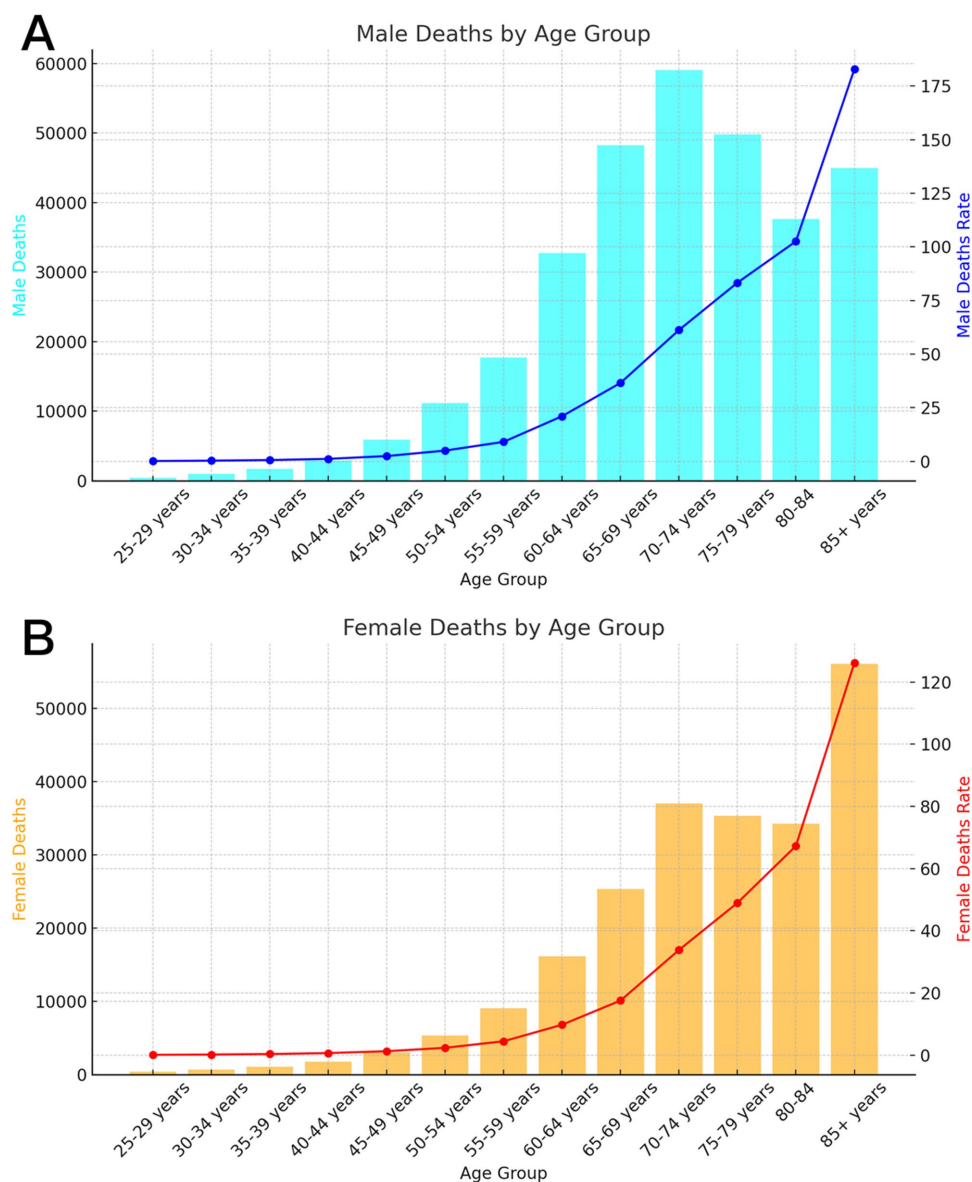 A
Male Deaths by Age Group
60000
50000
40000
30000
20000
10000
0
Male Deaths
175
150
125
100
75
50
25
0
Male Deaths Rate
25-29 years
30-34 years
35-39 years
40-44 years
45-49 years
50-54 years
55-59 years
60-64 years
65-69 years
70-74 years
75-79 years
80-84
85+ years
Age Group
B
Female Deaths by Age Group
50000
40000
30000
20000
10000
0
Female Deaths
120
100
80
60
40
20
0
Female Deaths Rate
25-29 years
30-34 years
35-39 years
40-44 years
45-49 years
50-54 years
55-59 years
60-64 years
65-69 years
70-74 years
75-79 years
80-84
85+ years
Age Group